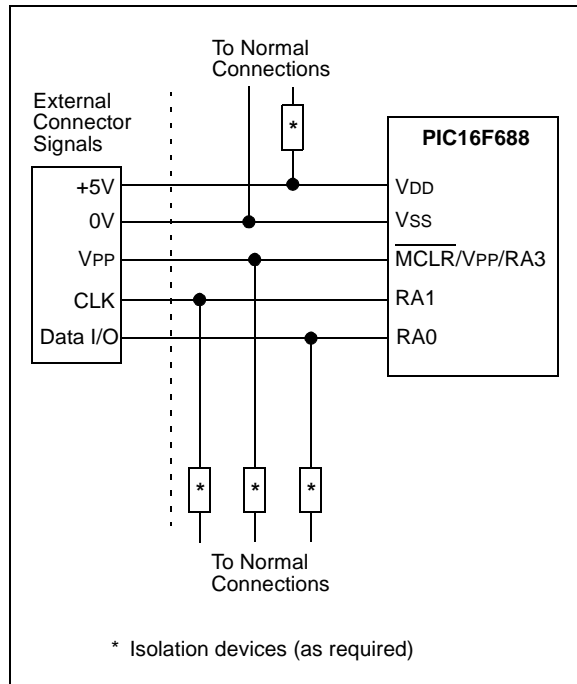 To Normal
Connections
External
Connector
Signals
*
PIC16F688
+5V
VDD
0V
VSS
VPP
MCLR/VPP/RA3
CLK
RA1
Data I/O
RA0
* * *
To Normal
Connections
* Isolation devices (as required)